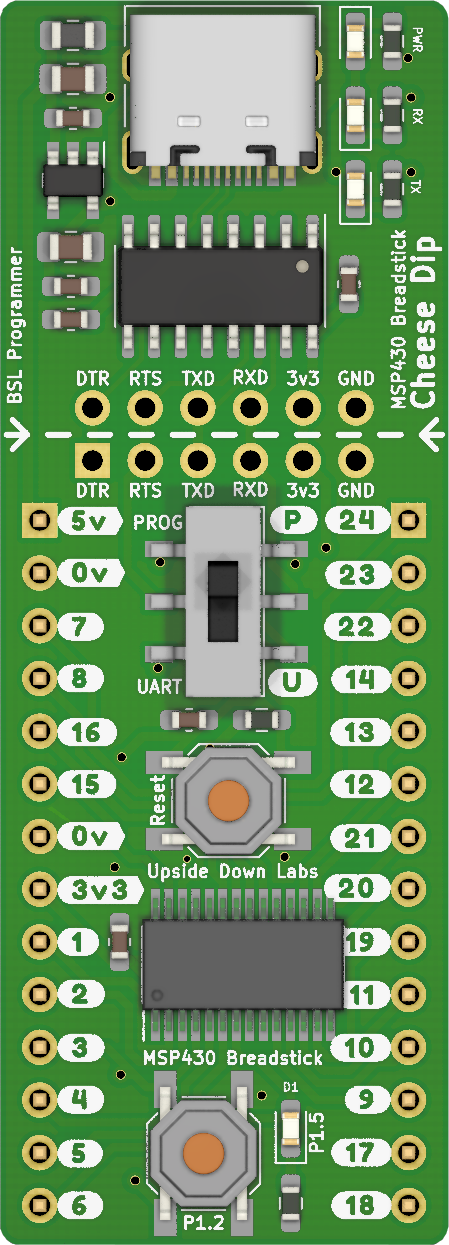 PWR
RX
TX
BSL Programmer
MSP430 Breadstick
Cheese Dip
DTR RTS TXD RXD 3v3 GND
DTR RTS TXD RXD 3v3 GND
5v PROG P 24
0v 23
7 22
8 UART U 14
16 13
15 Reset 12
0v 21
Upside Down Labs
3v3 20
1 19
2 11
3 10
MSP430 Breadstick
4 D1 9
5 P1.5 17
6 P1.2 18